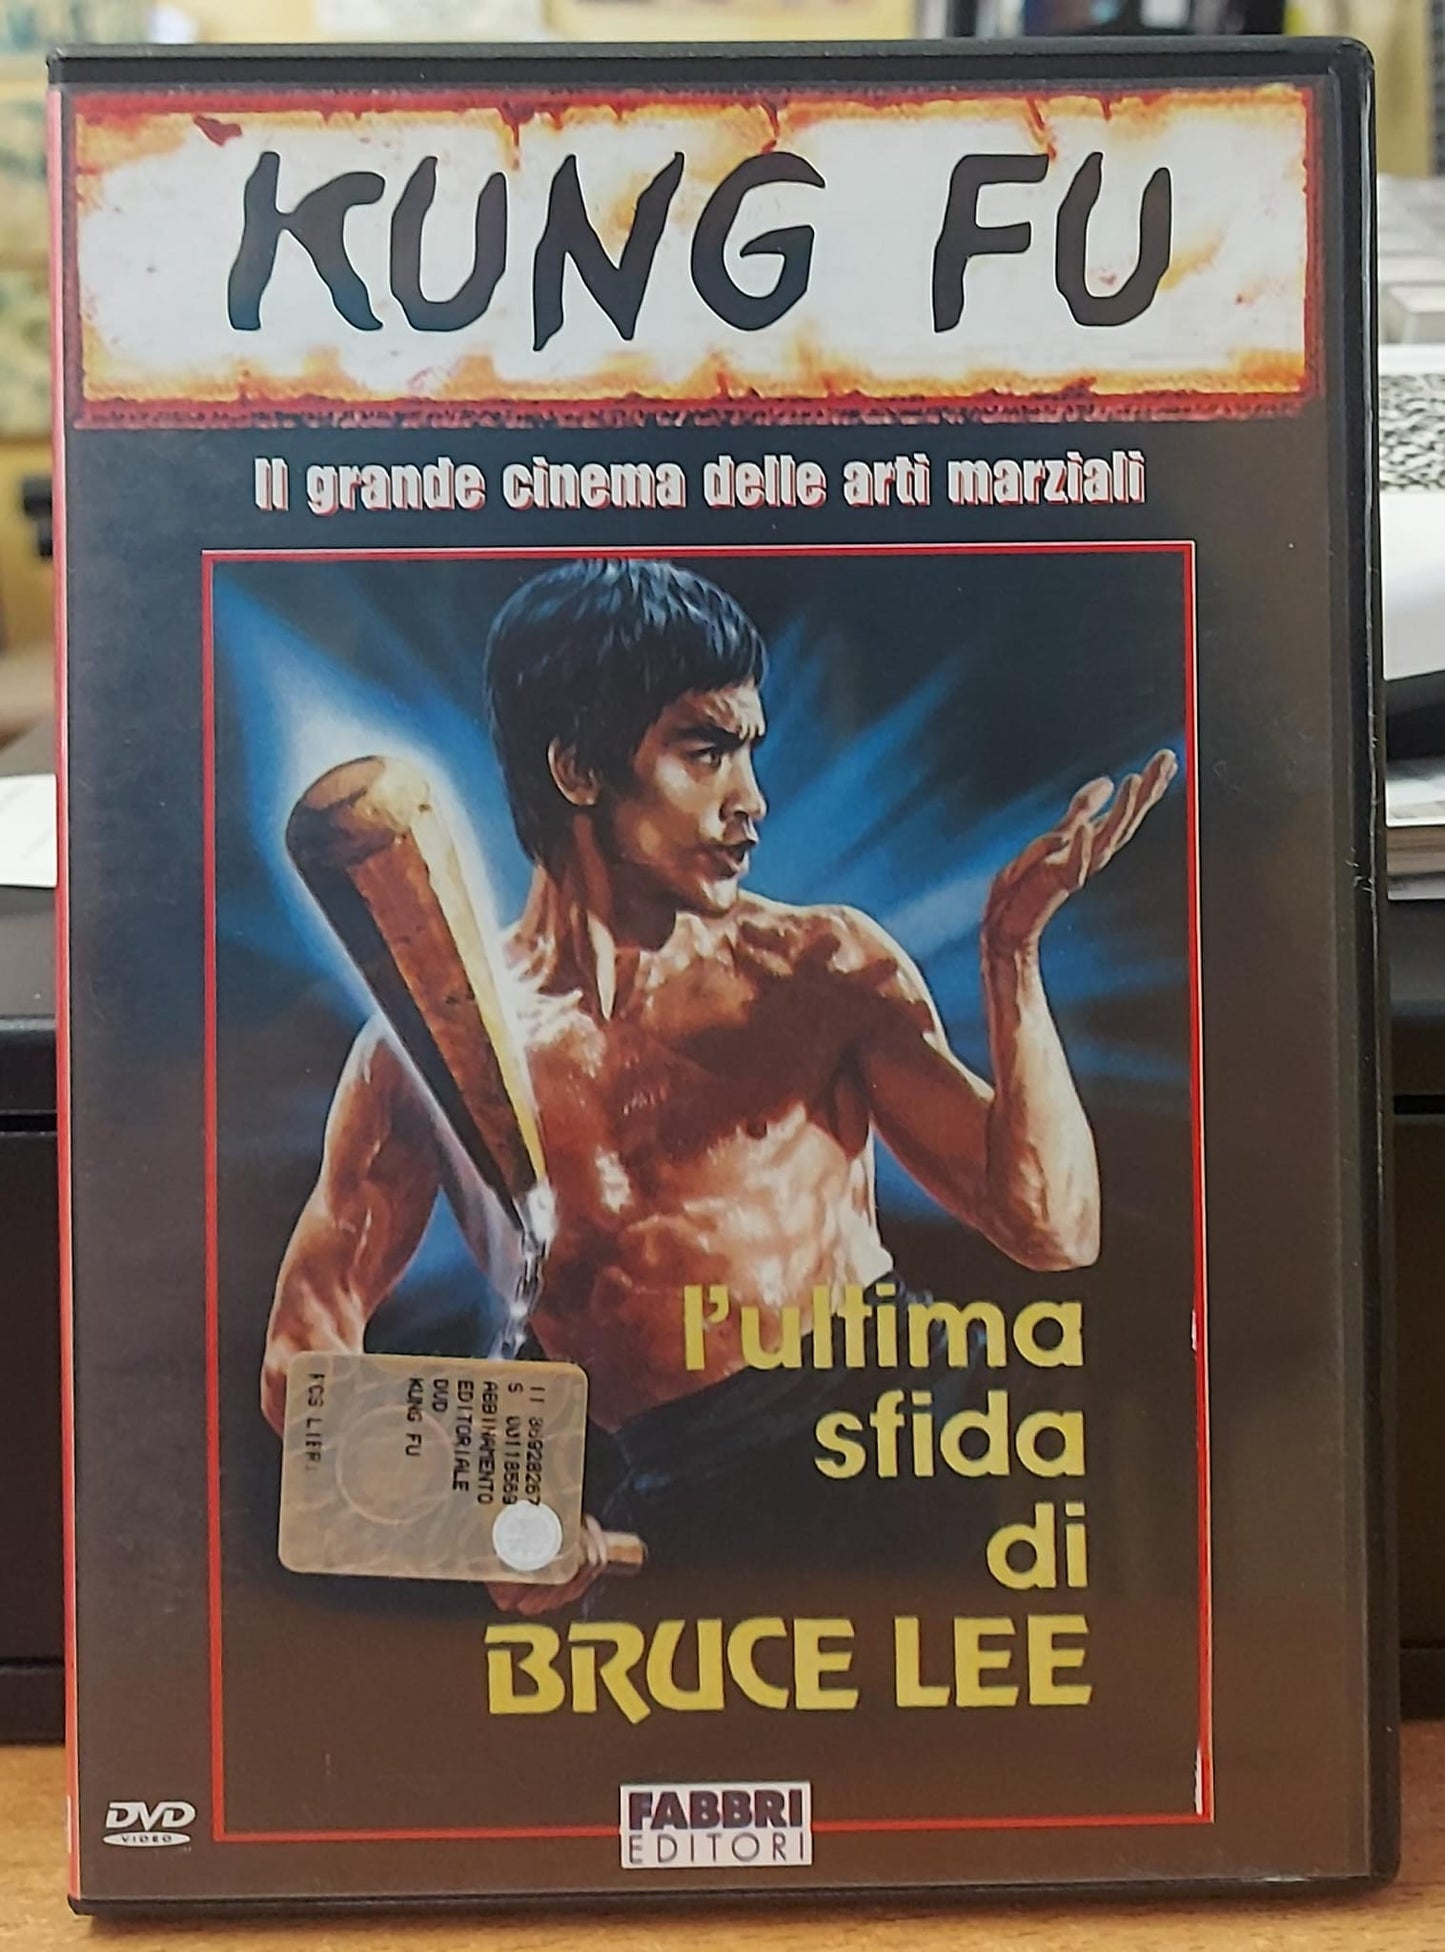 KUNG FU
Il grande cinema delle arti marziali
l'ultima
sfida
di
BRUCE LEE
ABBINAMENTO
EDITORIALE
DVD
KUNG FU
DVD
VIDEO
FABBRI
EDITORI